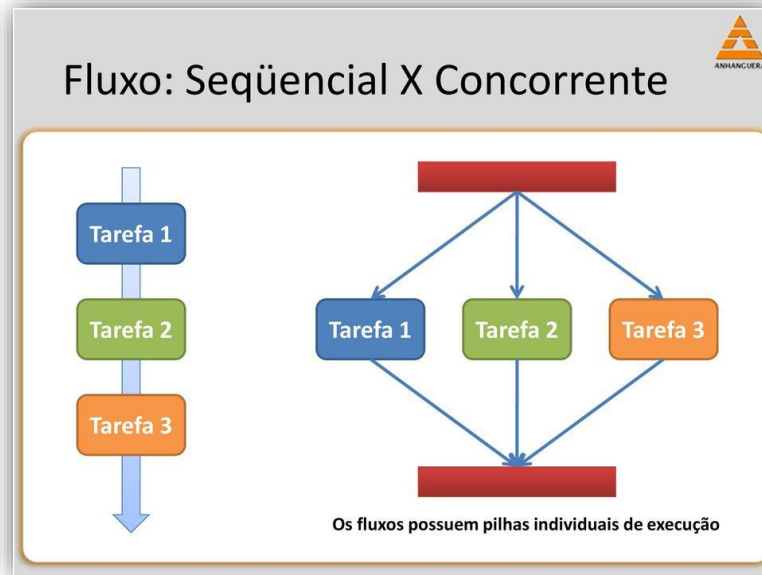 ANHANGUERA
Fluxo: Seqüencial X Concorrente
Tarefa 1
Tarefa 2
Tarefa 3
Tarefa 1
Tarefa 2
Tarefa 3
Os fluxos possuem pilhas individuais de execução